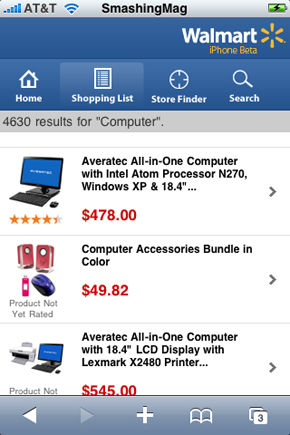 AT&T SmashingMag
Walmart
iPhone Beta
Home Shopping List Store Finder Search
4630 results for "Computer".
Averatec All-in-One Computer
with Intel Atom Processor N270,
Windows XP & 18.4"...
$478.00
Computer Accessories Bundle in
Color
$49.82
Product Not
Yet Rated
Averatec All-in-One Computer
with 18.4" LCD Display with
Lexmark X2480 Printer...
$545.00
Product Not
3